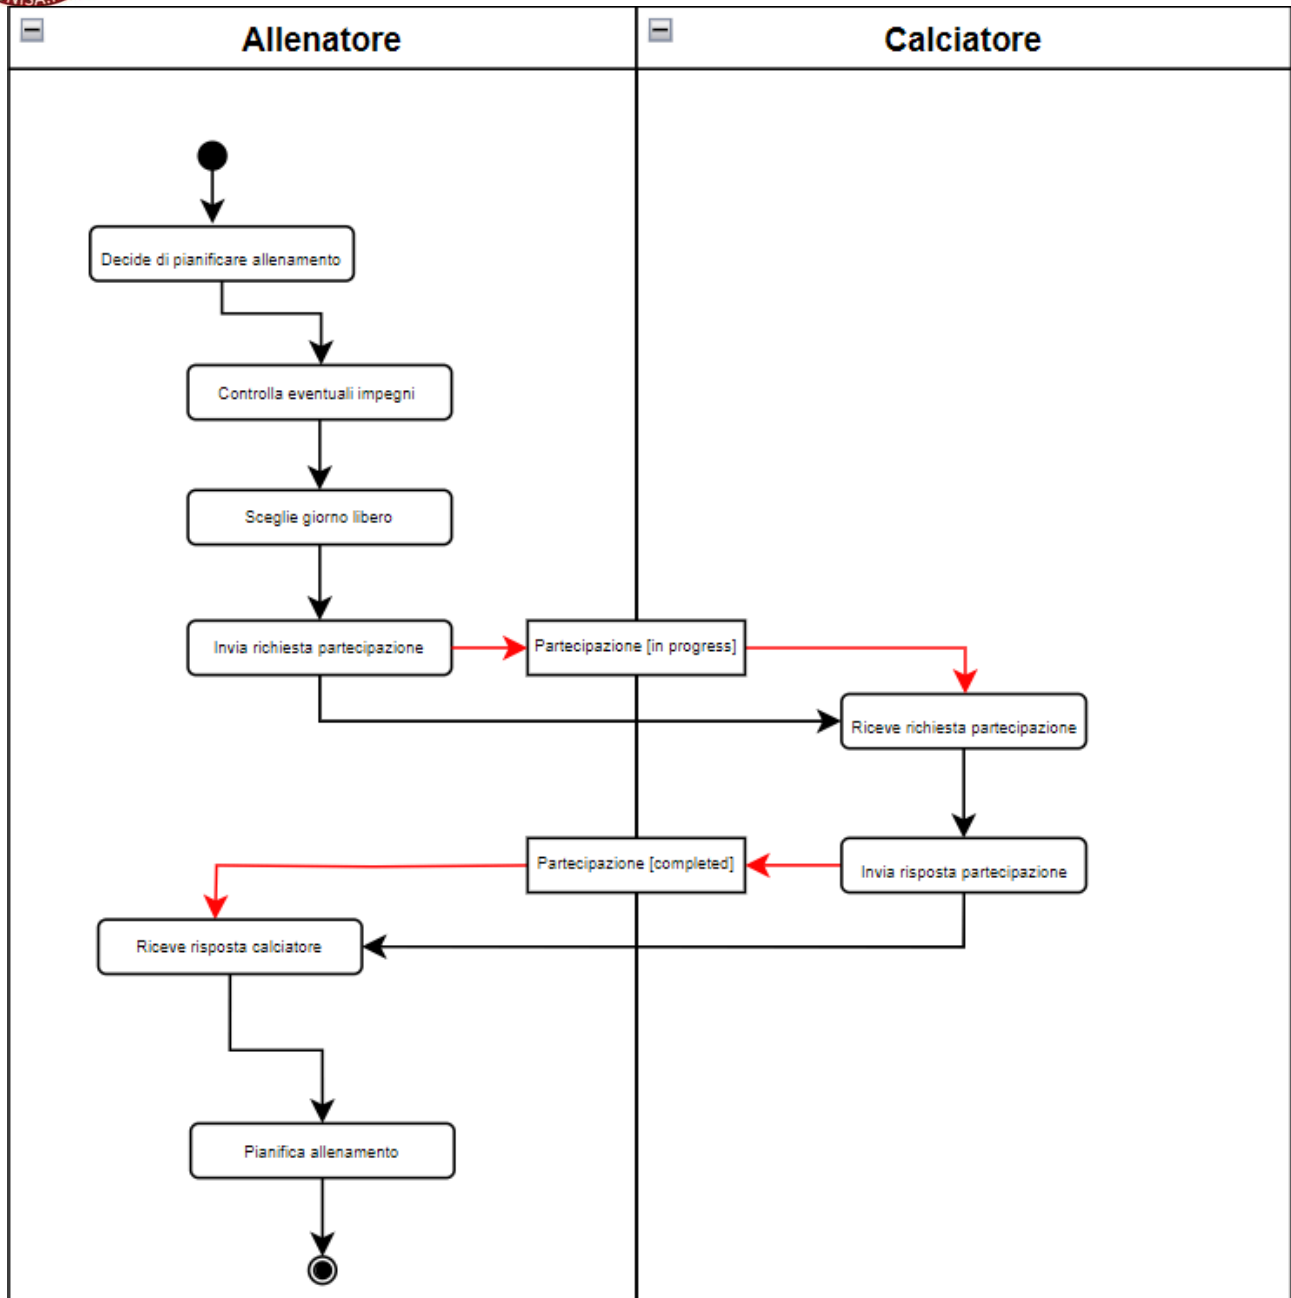 Allenatore
Calciatore
Decide di pianificare allenamento
Controlla eventuali impegni
Sceglie giorno libero
Invia richiesta partecipazione
Partecipazione [in progress]
Riceve richiesta partecipazione
Partecipazione [completed]
Invia risposta partecipazione
Riceve risposta calciatore
Pianifica allenamento